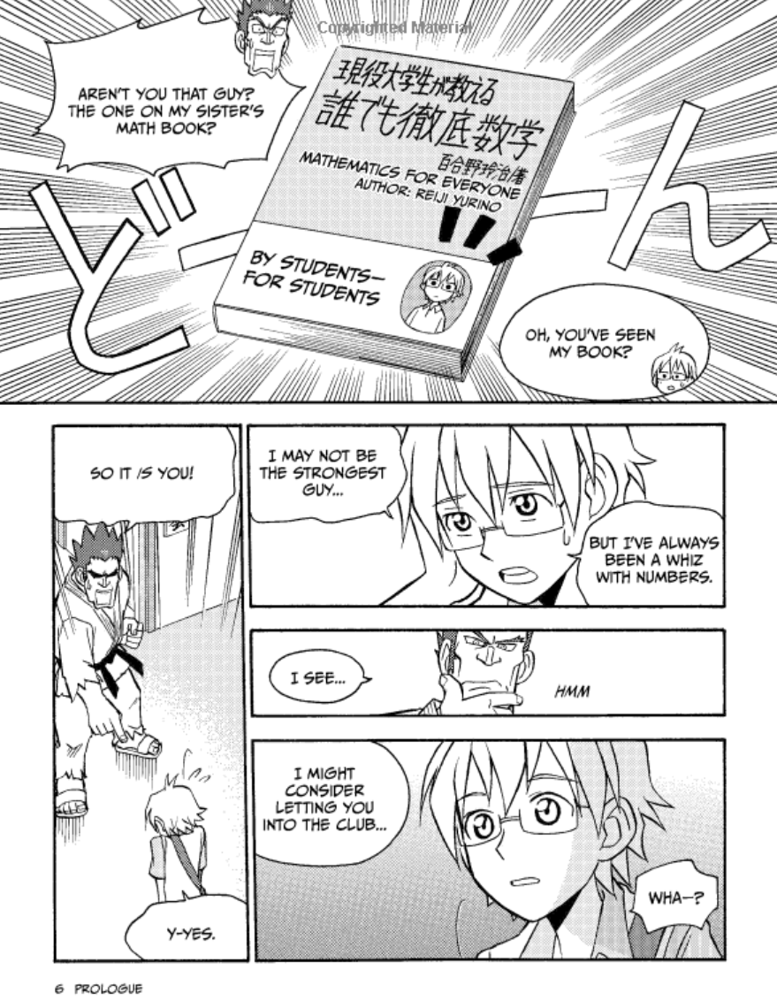 Copyrighted Material
AREN'T YOU THAT GUY?
THE ONE ON MY SISTER'S
MATH BOOK?
現役大学生が教える
誰でも徹底数学
百合野玲治著
MATHEMATICS FOR EVERYONE
AUTHOR: REIJI YURINO
BY STUDENTS—
FOR STUDENTS
どーーん
OH, YOU'VE SEEN
MY BOOK?
SO IT IS YOU!
Y-YES.
I MAY NOT BE
THE STRONGEST
GUY...
BUT I'VE ALWAYS
BEEN A WHIZ
WITH NUMBERS.
I SEE...
HMM
I MIGHT
CONSIDER
LETTING YOU
INTO THE CLUB...
WHA—?
6 PROLOGUE